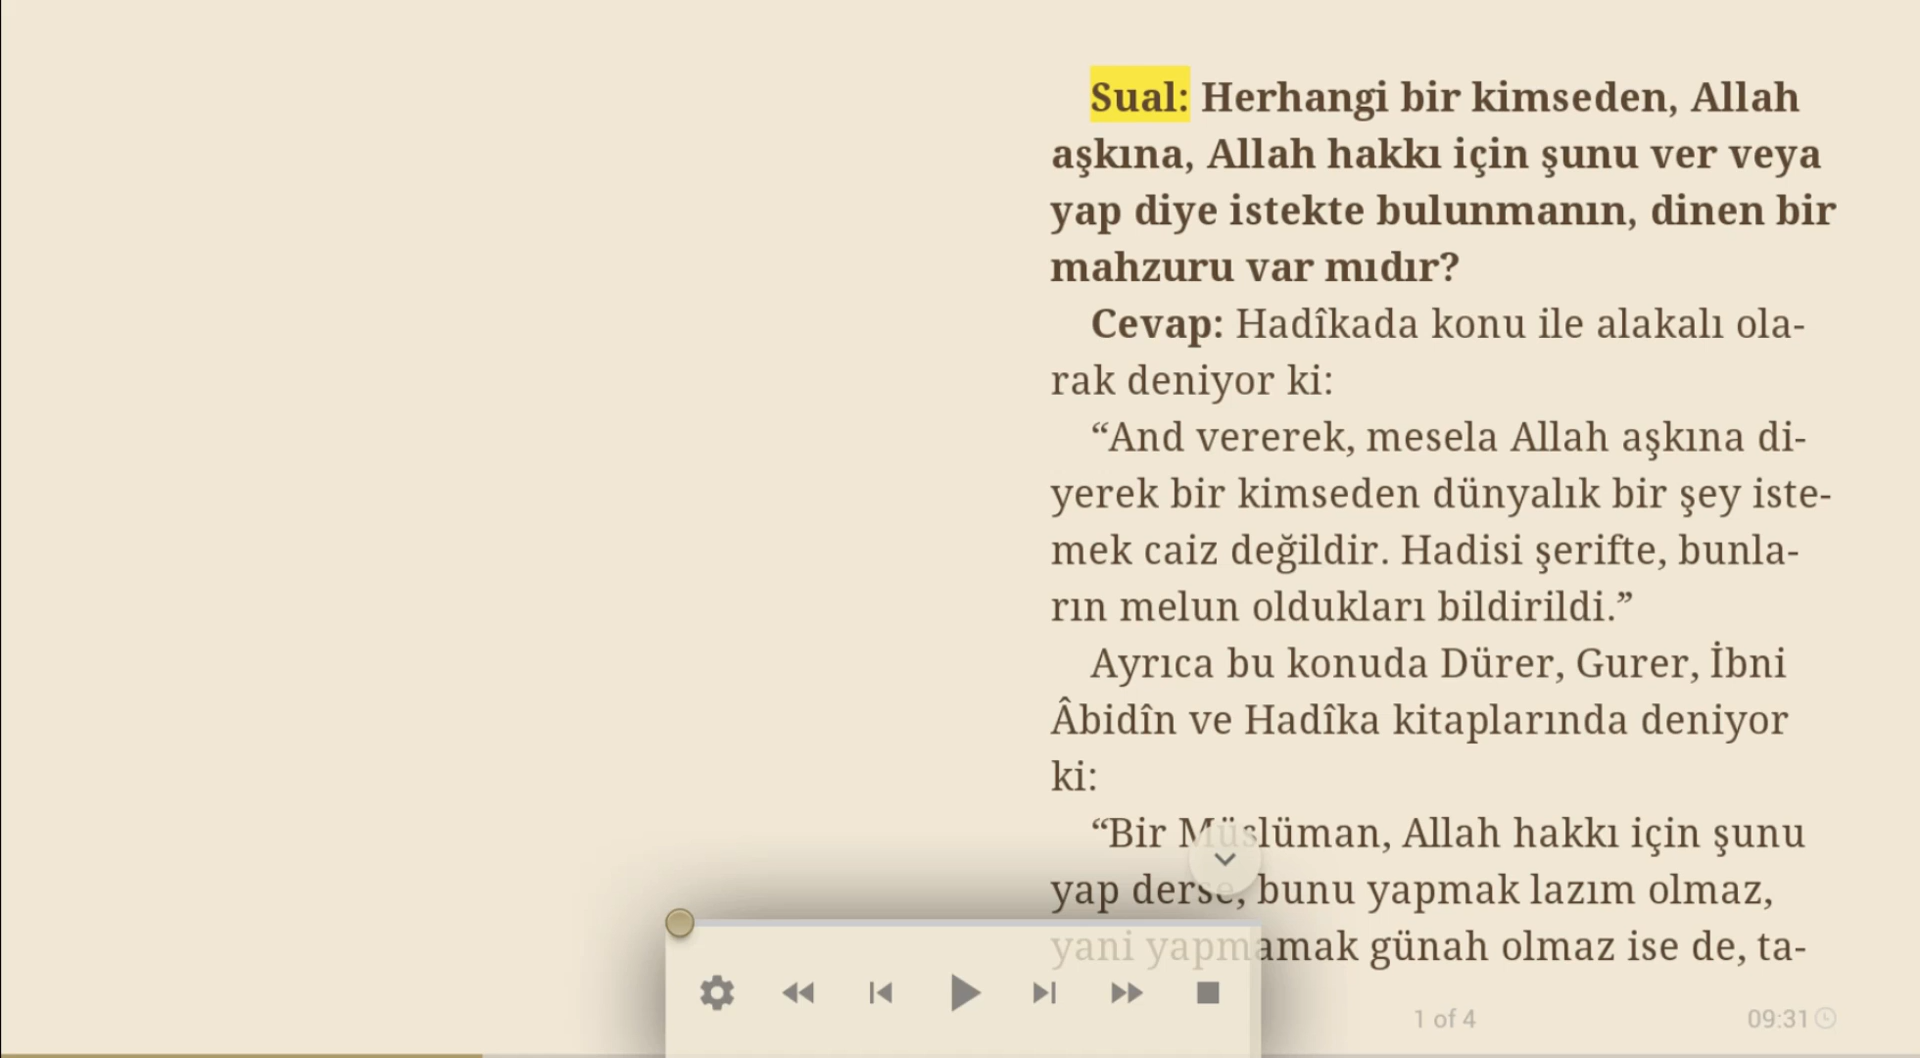 Sual: Herhangi bir kimseden, Allah
aşkına, Allah hakkı için şunu ver veya
yap diye istekte bulunmanın, dinen bir
mahzuru var mıdır?
Cevap: Hadîkada konu ile alakalı ola-
rak deniyor ki:
“And vererek, mesela Allah aşkına di-
yerek bir kimseden dünyalık bir şey iste-
mek caiz değildir. Hadisi şerifte, bunla-
rın melun oldukları bildirildi.”
Ayrıca bu konuda Dürer, Gurer, İbni
Âbidîn ve Hadîka kitaplarında deniyor
ki:
“Bir Müslüman, Allah hakkı için şunu
yap derse, bunu yapmak lazım olmaz,
yani yapmamak günah olmaz ise de, ta-
1 of 4
09:31